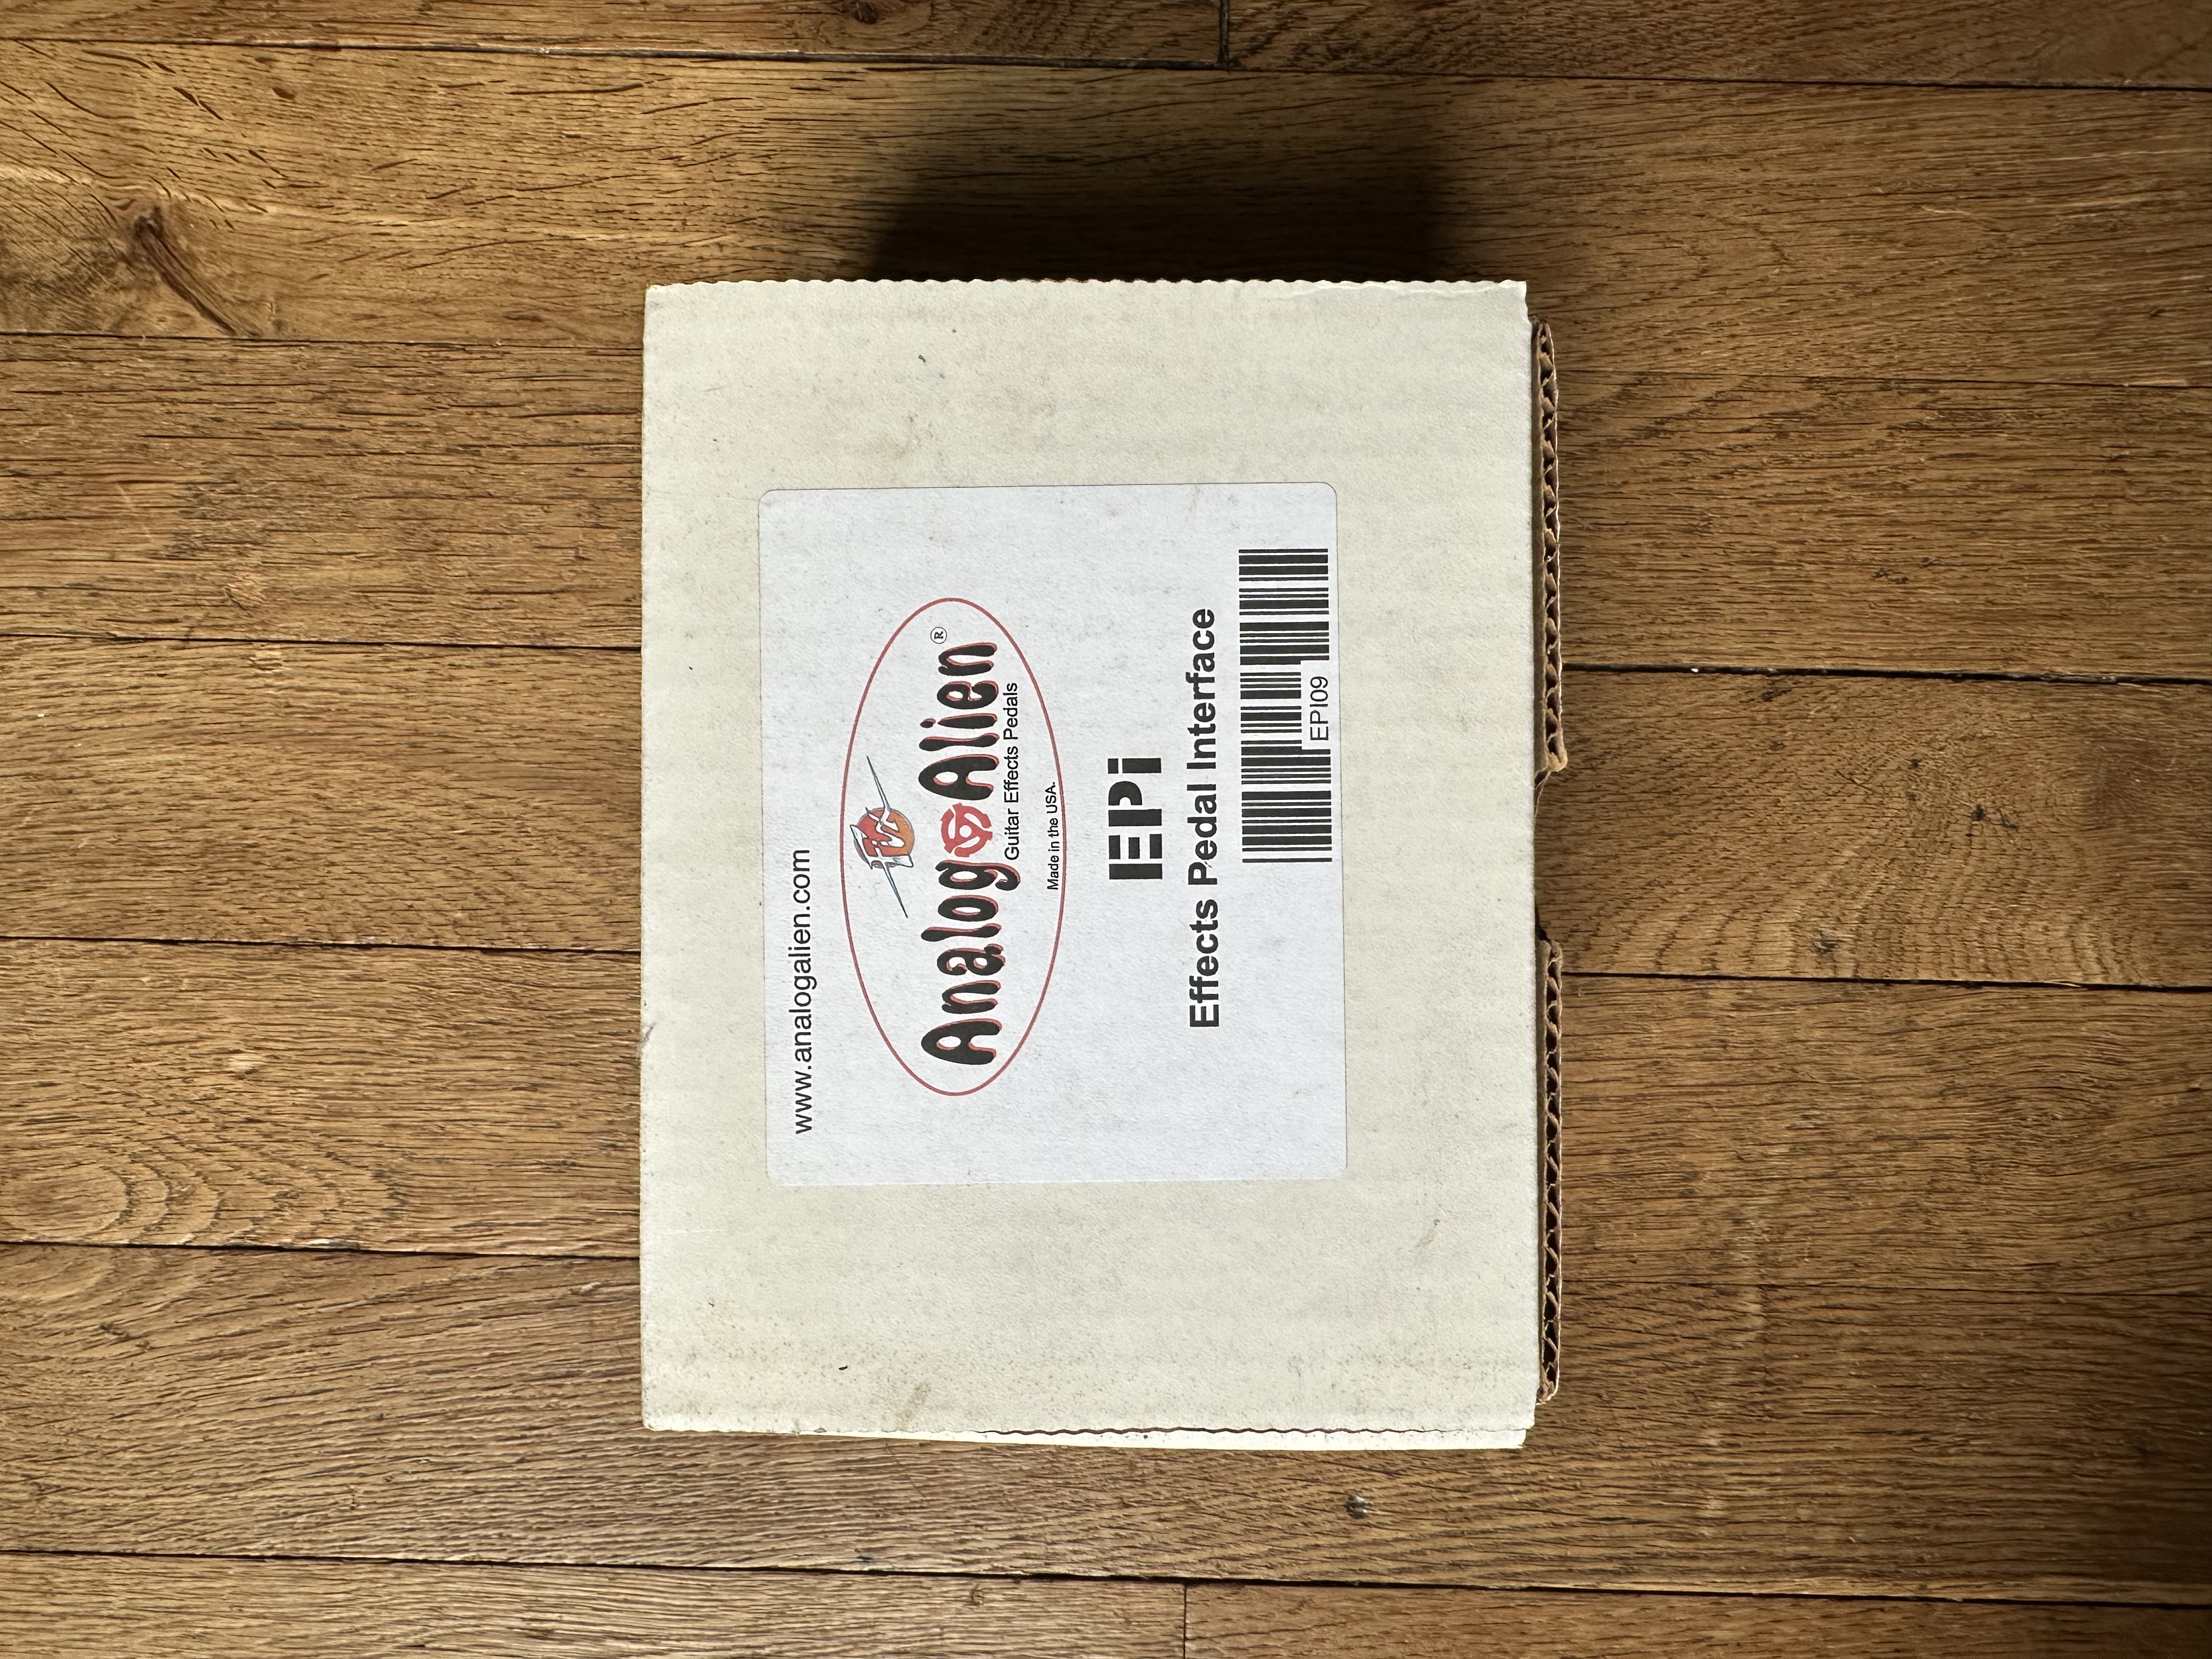 www.analogalien.com
Analog Alien®
Guitar Effects Pedals
Made in the USA.
EPi
Effects Pedal Interface
EPI09